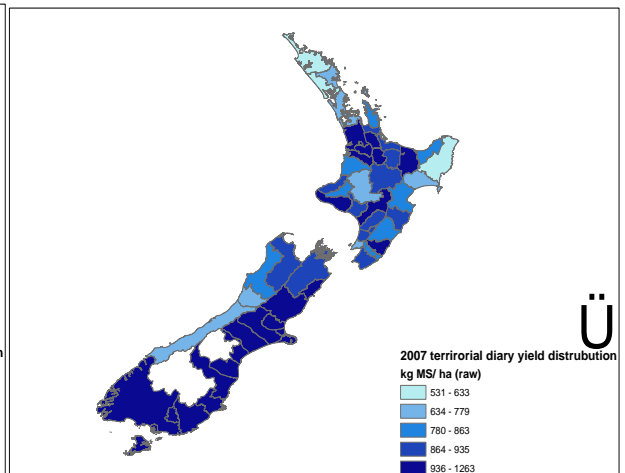 Ü
2007 terrirorial diary yield distrubution
kg MS/ ha (raw)
531 - 633
634 - 779
780 - 863
864 - 935
936 - 1263